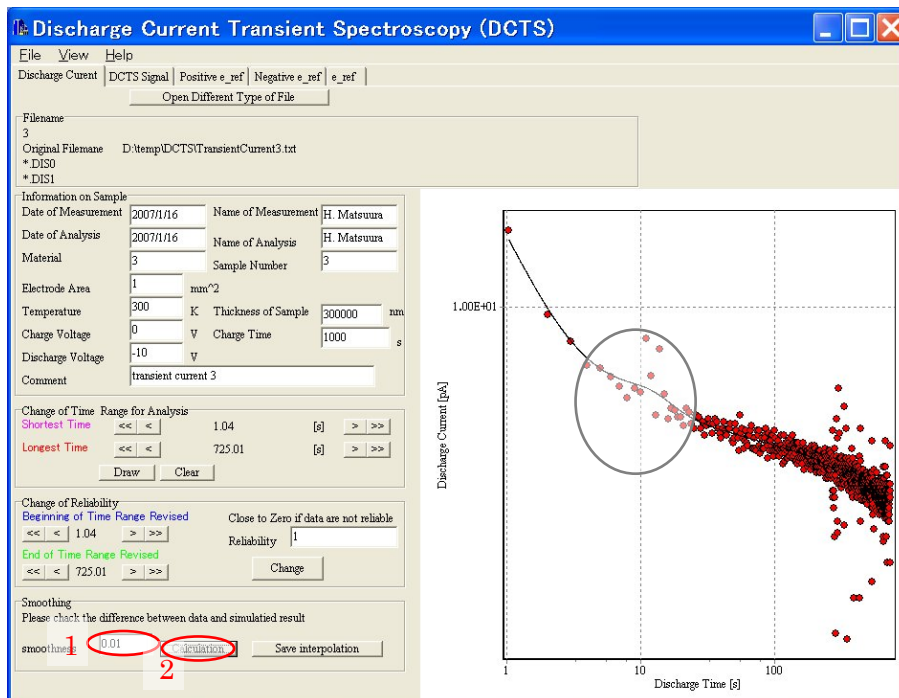 Discharge Current Transient Spectroscopy (DCTS)
File View Help
Discharge Curent DCTS Signal Positive e_ref Negative e_ref e_ref
Open Different Type of File
Filename
3
Original Filemane D:\temp\DCTS\TransientCurrent3.txt
*.DIS0
*.DIS1
Information on Sample
Date of Measurement 2007/1/16 Name of Measurement H. Matsuura
Date of Analysis 2007/1/16 Name of Analysis H. Matsuura
Material 3 Sample Number 3
Electrode Area 1 mm^2
Temperature 300 K Thickness of Sample 300000 nm
Charge Voltage 0 V Charge Time 1000 s
Discharge Voltage -10 V
Comment transient current 3
Change of Time Range for Analysis
Shortest Time << < 1.04 [s] > >>
Longest Time << < 725.01 [s] > >>
Draw Clear
Change of Reliability
Beginning of Time Range Revised Close to Zero if data are not reliable
<< < 1.04 > >> Reliability 1
End of Time Range Revised
<< < 725.01 > >> Change
Smoothing
Please chack the difference between data and simulatied result
1 smoothness 0.01 2 Calculation Save interpolation
1.00E+01
Discharge Current [pA]
1 10 100
Discharge Time [s]